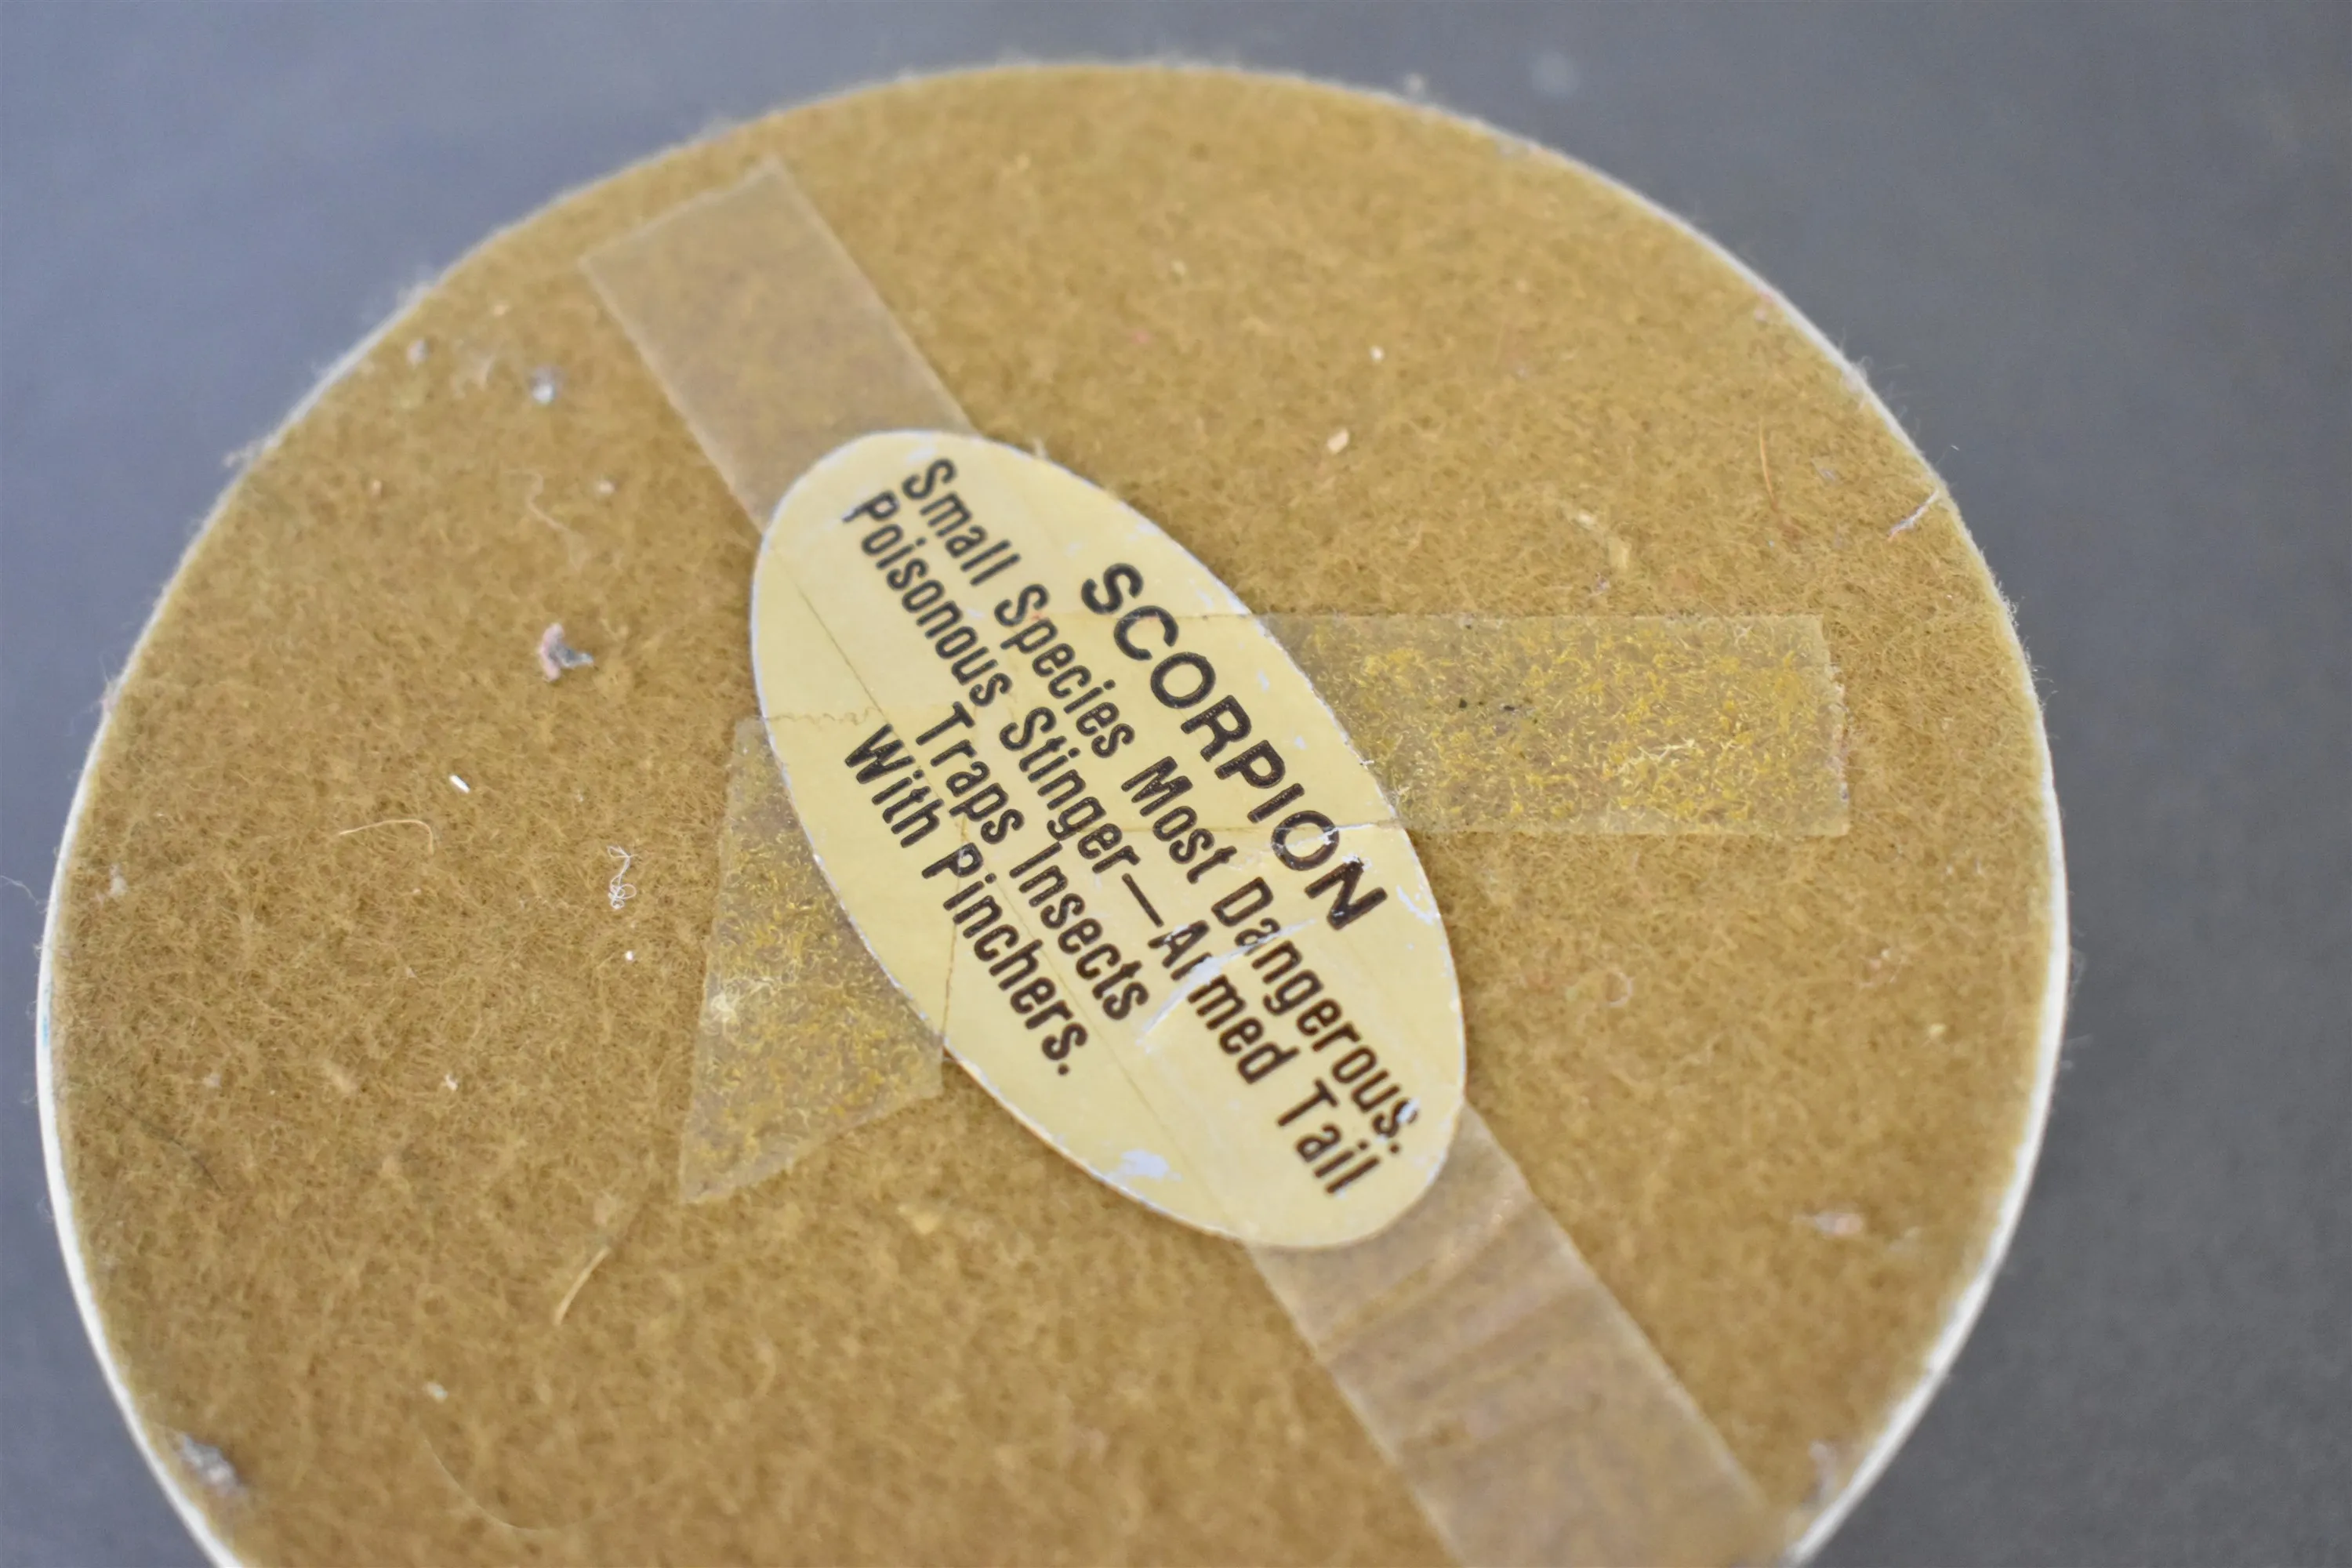 SCORPION
Small Species Most Dangerous.
Poisonous Stinger—Armed Tail
Traps Insects
With Pinchers.